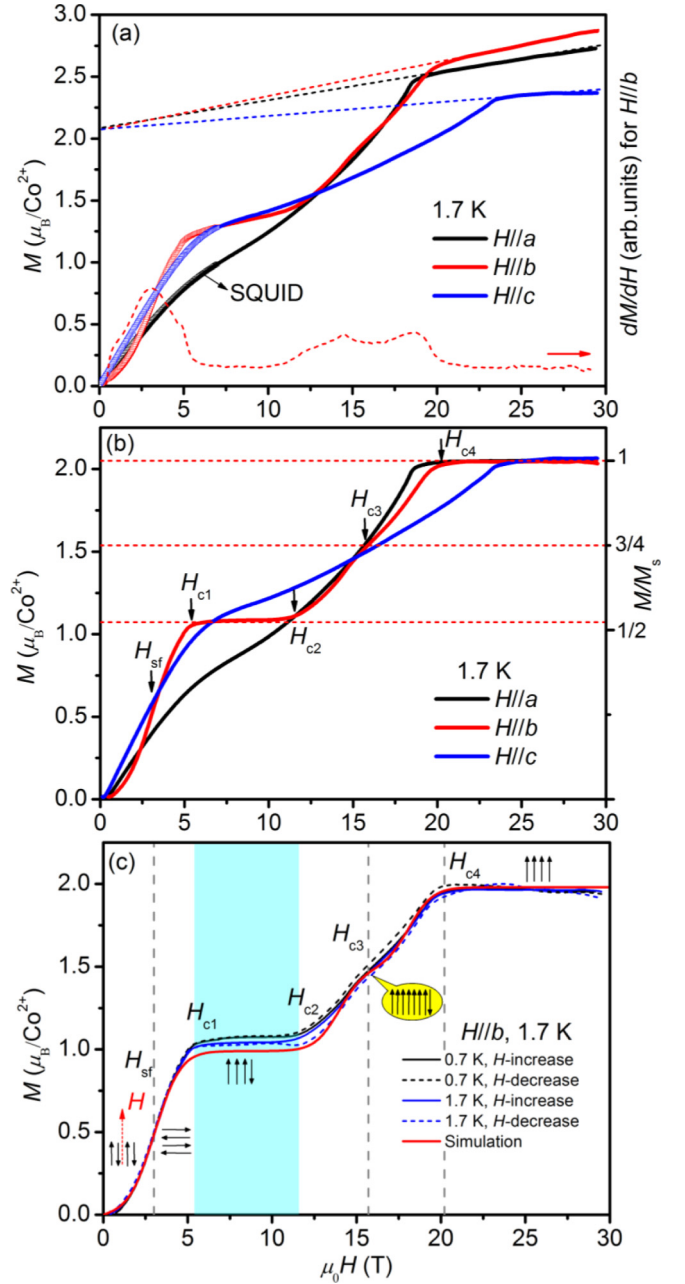 (a)
3.0
2.5
2.0
1.5
1.0
0.5
0.0
M (μB/Co2+)
dM/dH (arb.units) for H//b
1.7 K
H//a
H//b
H//c
SQUID
0 5 10 15 20 25 30
(b)
2.0
1.5
1.0
0.5
0.0
M (μB/Co2+)
Hc4
Hc3
Hc1
Hc2
Hsf
1
3/4
1/2
M/Ms
1.7 K
H//a
H//b
H//c
0 5 10 15 20 25 30
(c)
2.0
1.5
1.0
0.5
0.0
M (μB/Co2+)
Hc4
Hc3
Hc1
Hc2
Hsf
H
H//b, 1.7 K
0.7 K, H-increase
0.7 K, H-decrease
1.7 K, H-increase
1.7 K, H-decrease
Simulation
0 5 10 15 20 25 30
μ0H (T)